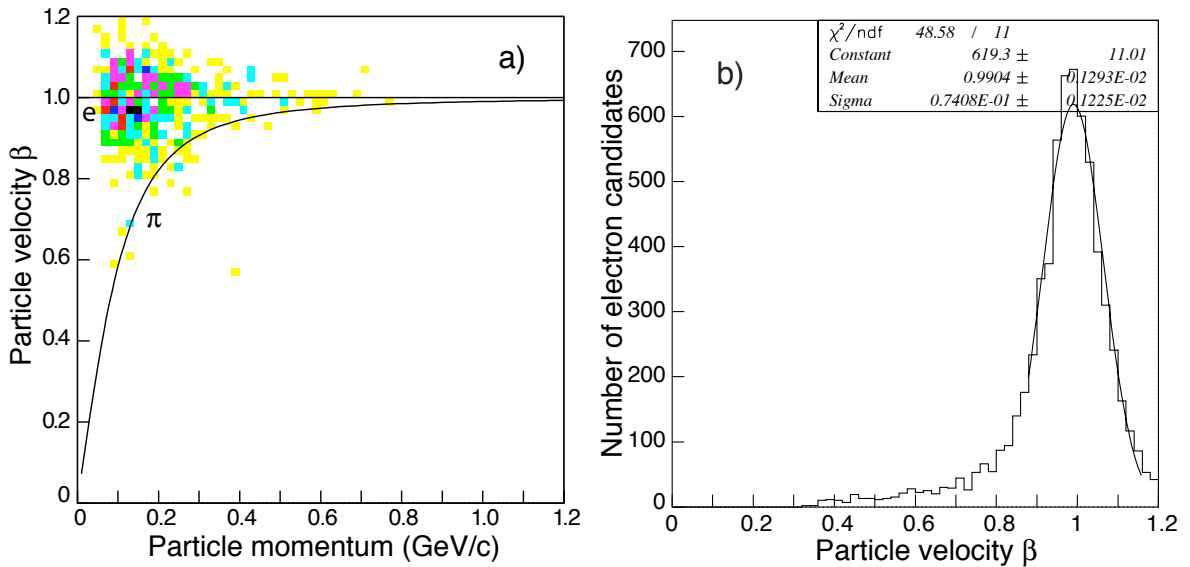 a)
1.2
1.0
0.8
0.6
0.4
0.2
0
e
π
Particle velocity β
0 0.2 0.4 0.6 0.8 1.0 1.2
Particle momentum (GeV/c)
b)
χ²/ndf 48.58 / 11
Constant 619.3 ± 11.01
Mean 0.9904 ± 0.1293E-02
Sigma 0.7408E-01 ± 0.1225E-02
700
600
500
400
300
200
100
0
Number of electron candidates
0 0.2 0.4 0.6 0.8 1 1.2
Particle velocity β